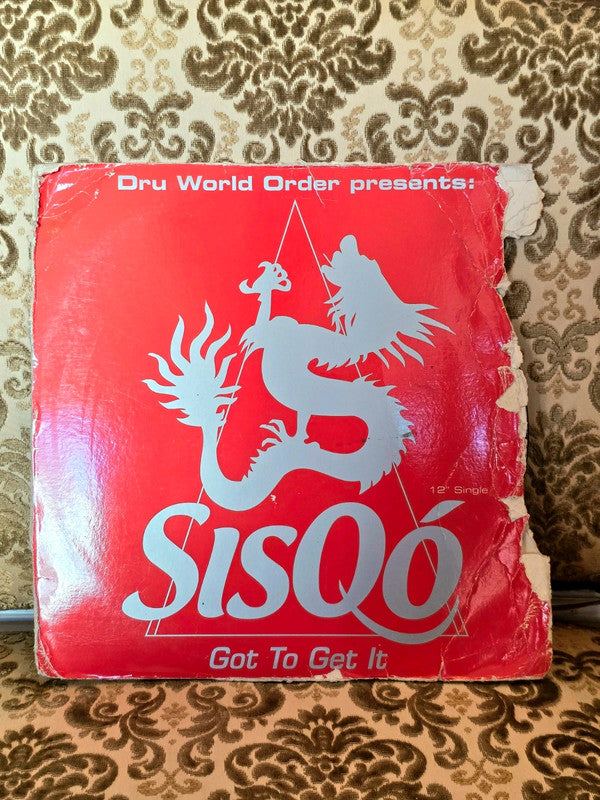 Dru World Order presents:
12" Single
SisQó
Got To Get It